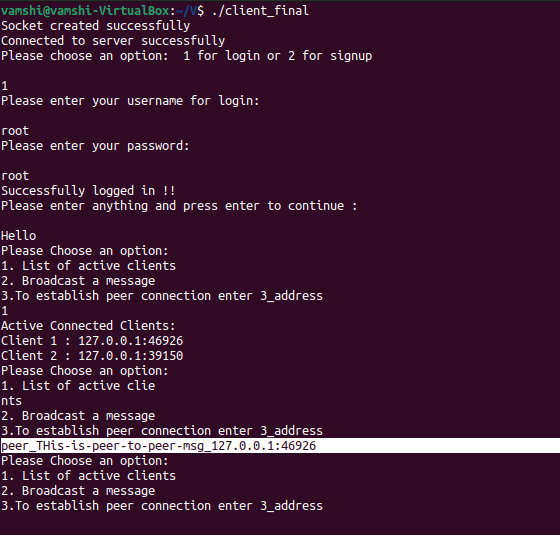 vamshi@vamshi-VirtualBox:~/V$ ./client_final
Socket created successfully
Connected to server successfully
Please choose an option:  1 for login or 2 for signup
1
Please enter your username for login:
root
Please enter your password:
root
Successfully logged in !!
Please enter anything and press enter to continue :
Hello
Please Choose an option:
1. List of active clients
2. Broadcast a message
3.To establish peer connection enter 3_address
1
Active Connected Clients:
Client 1 : 127.0.0.1:46926
Client 2 : 127.0.0.1:39150
Please Choose an option:
1. List of active clie
nts
2. Broadcast a message
3.To establish peer connection enter 3_address
peer_THis-is-peer-to-peer-msg_127.0.0.1:46926
Please Choose an option:
1. List of active clients
2. Broadcast a message
3.To establish peer connection enter 3_address